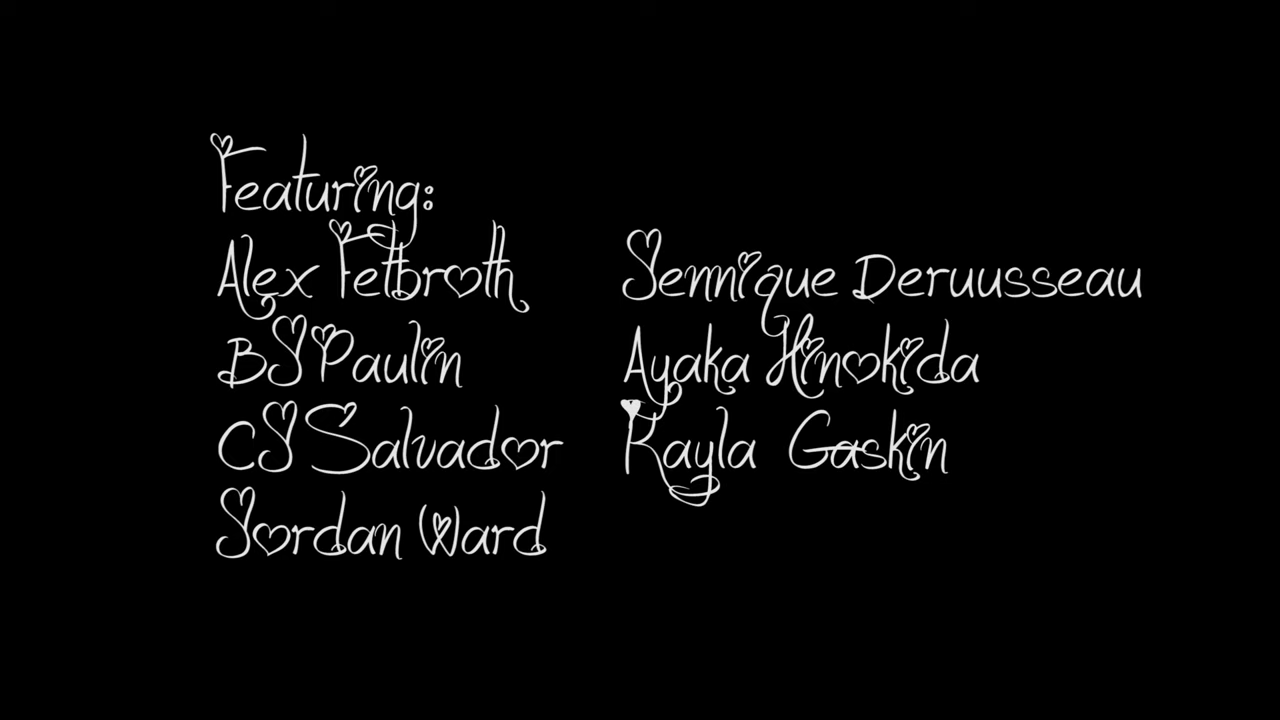 Featuring:
Alex Fetbroth
BJ Paulin
CJ Salvador
Jordan Ward
Jennique Deruusseau
Ayaka Hinokida
Kayla Gaskin